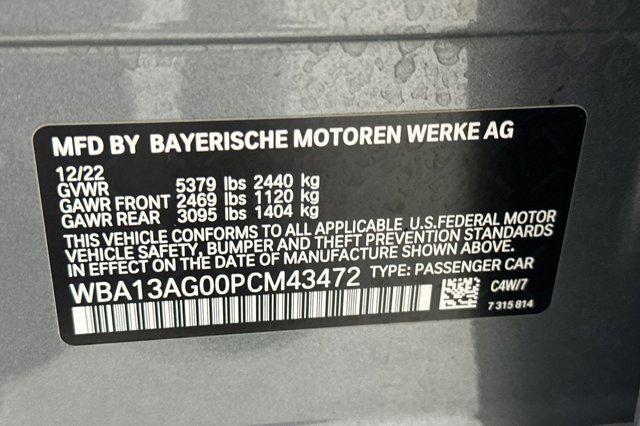 MFD BY BAYERISCHE MOTOREN WERKE AG
12/22
GVWR 5379 lbs 2440 kg
GAWR FRONT 2469 lbs 1120 kg
GAWR REAR 3095 lbs 1404 kg
THIS VEHICLE CONFORMS TO ALL APPLICABLE U.S.FEDERAL MOTOR
VEHICLE SAFETY, BUMPER AND THEFT PREVENTION STANDARDS
IN EFFECT ON THE DATE OF MANUFACTURE SHOWN ABOVE.
WBA13AG00PCM43472 TYPE: PASSENGER CAR
C4W/7
7 315 814